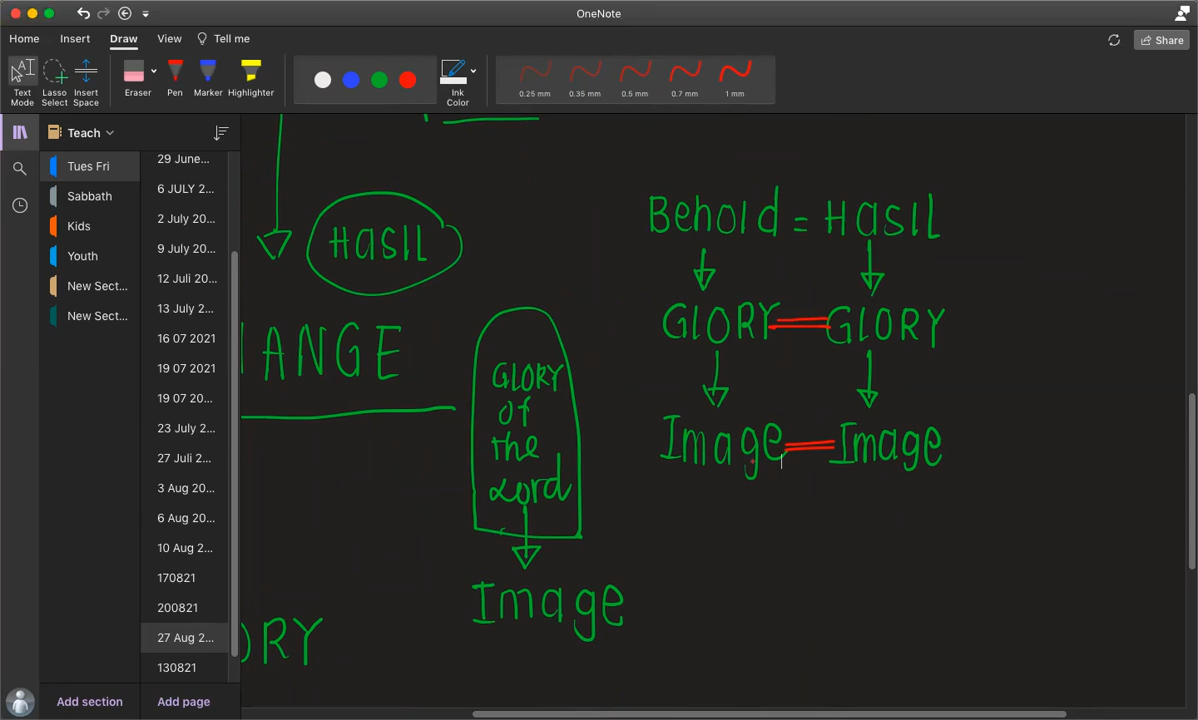 OneNote
Home Insert Draw View Tell me
Share
Text Mode
Lasso Select
Insert Space
Eraser
Pen
Marker
Highlighter
Ink Color
0.25 mm 0.35 mm 0.5 mm 0.7 mm 1 mm
Teach
Tues Fri
Sabbath
Kids
Youth
New Sect...
New Sect...
29 June...
6 JULY 2...
2 July 20...
9 July 20...
12 Juli 20...
13 July 2...
16 07 2021
19 07 2021
19 07 202...
23 July 2...
27 Juli 2...
3 Aug 20...
6 Aug 20...
10 Aug 2...
170821
200821
27 Aug 2...
130821
Add section
Add page
HASIL
ANGE
ORY
GLORY
of
the
Lord
Image
Behold = HASIL
GLORY = GLORY
Image = Image